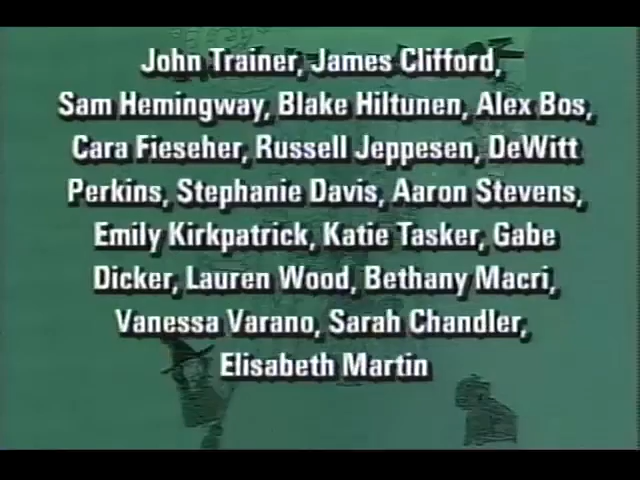 John Trainer, James Clifford,
Sam Hemingway, Blake Hiltunen, Alex Bos,
Cara Fieseher, Russell Jeppesen, DeWitt
Perkins, Stephanie Davis, Aaron Stevens,
Emily Kirkpatrick, Katie Tasker, Gabe
Dicker, Lauren Wood, Bethany Macri,
Vanessa Varano, Sarah Chandler,
Elisabeth Martin